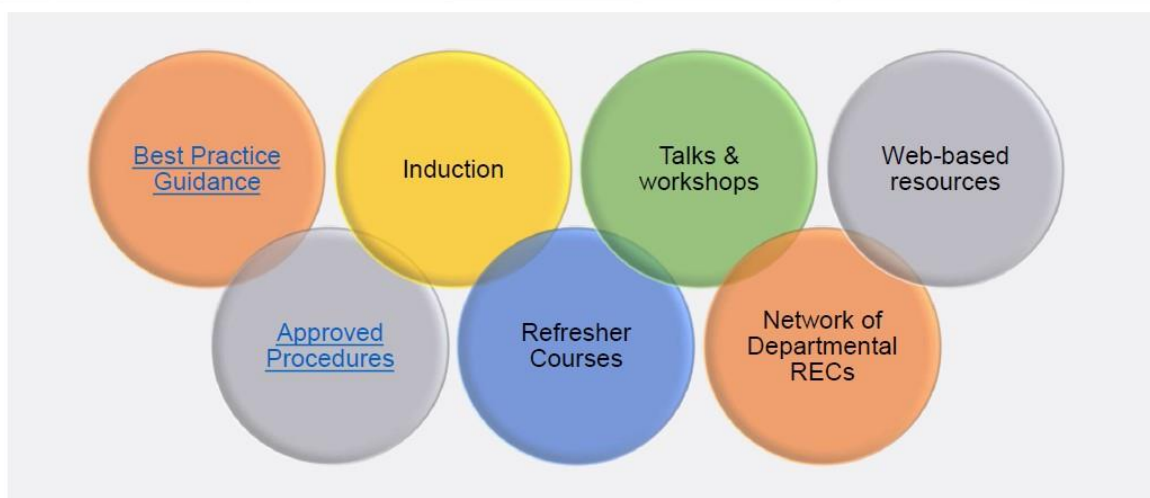 Best Practice
Guidance
Induction
Talks &
workshops
Web-based
resources
Approved
Procedures
Refresher
Courses
Network of
Departmental
RECs